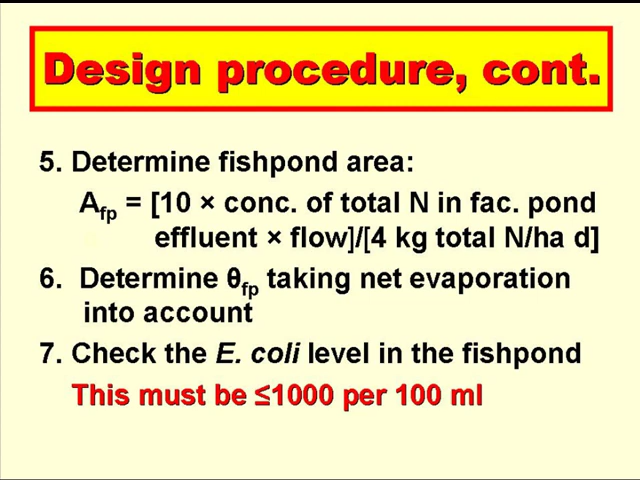 Design procedure, cont.
5. Determine fishpond area:
Afp = [10 × conc. of total N in fac. pond
effluent × flow]/[4 kg total N/ha d]
6. Determine θfp taking net evaporation
into account
7. Check the E. coli level in the fishpond
This must be ≤1000 per 100 ml